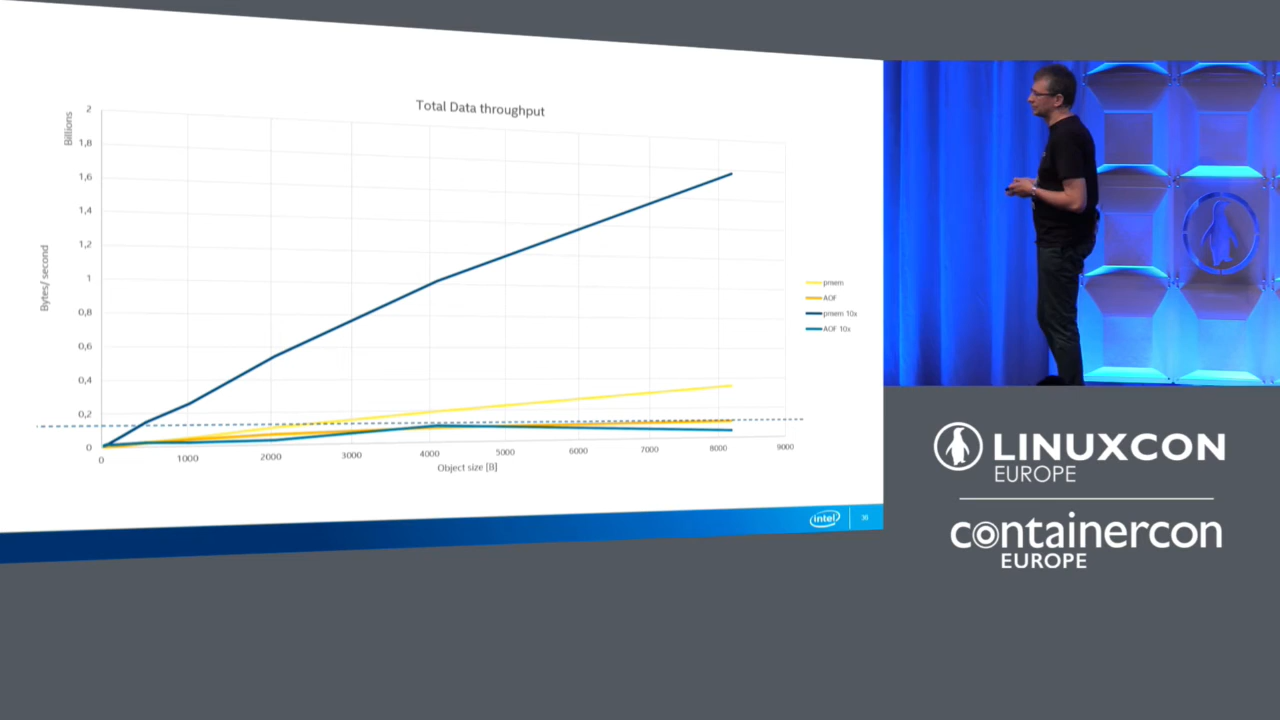 Total Data throughput
Billions
Bytes/ second
2
1,8
1,6
1,4
1,2
1
0,8
0,6
0,4
0,2
0
0 1000 2000 3000 4000 5000 6000 7000 8000 9000
Object size [B]
pmem
AOF
pmem 10x
AOF 10x
intel
36
LINUXCON
EUROPE
containercon
EUROPE